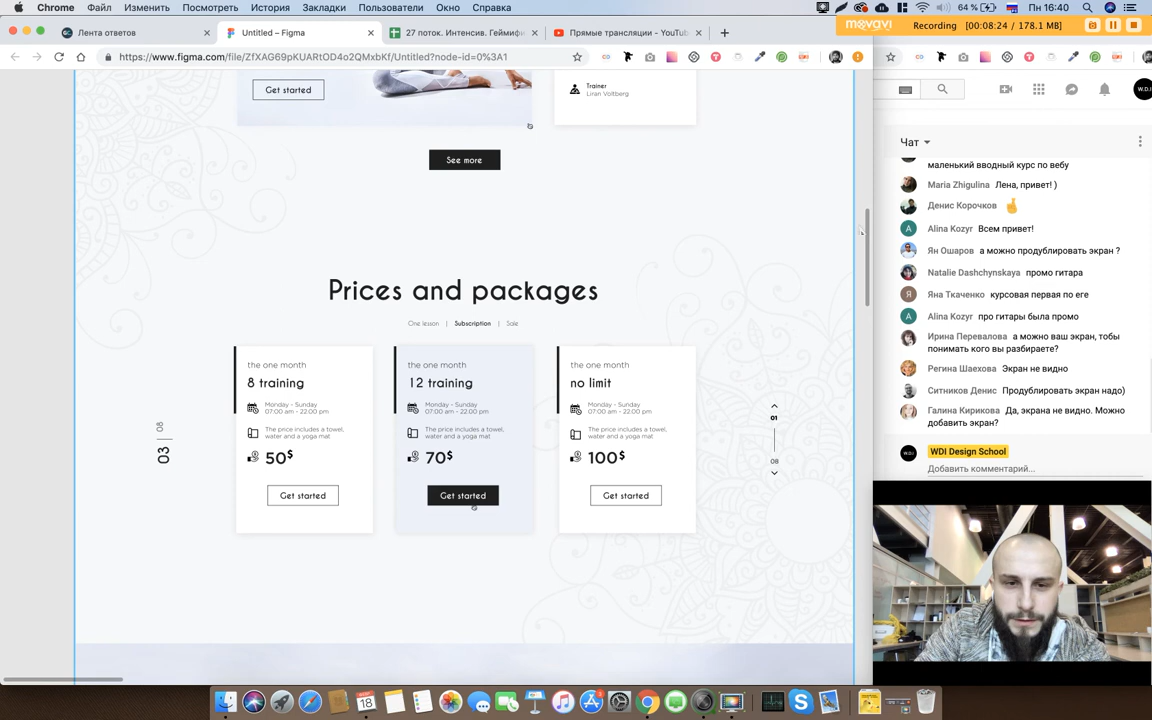 Chrome Файл Изменить Посмотреть История Закладки Пользователи Окно Справка
64 % Пн 16:40
movavi Recording [00:08:24 / 178.1 MB]
Лента ответов
Untitled – Figma
27 поток. Интенсив. Геймифи
Прямые трансляции - YouTu
https://www.figma.com/file/ZfXAG69pKUARtOD4o2QMxbKf/Untitled?node-id=0%3A1
Get started
Trainer
Liran Voltberg
See more
Prices and packages
One lesson | Subscription | Sale
the one month
8 training
Monday - Sunday
07:00 am - 22:00 pm
The price includes a towel,
water and a yoga mat
50$
Get started
the one month
12 training
Monday - Sunday
07:00 am - 22:00 pm
The price includes a towel,
water and a yoga mat
70$
Get started
the one month
no limit
Monday - Sunday
07:00 am - 22:00 pm
The price includes a towel,
water and a yoga mat
100$
Get started
03 | 08
01
08
W.D.I
Чат
маленький вводный курс по вебу
Maria Zhigulina Лена, привет! )
Денис Корочков
A Alina Kozyr Всем привет!
Ян Ошаров а можно продублировать экран ?
Natalie Dashchynskaya промо гитара
Я Яна Ткаченко курсовая первая по еге
A Alina Kozyr про гитары была промо
Ирина Перевалова а можно ваш экран, тобы
понимать кого вы разбираете?
Регина Шаехова Экран не видно
Ситников Денис Продублировать экран надо)
Галина Кирикова Да, экрана не видно. Можно
добавить экран?
WDI Design School
Добавить комментарий...
18